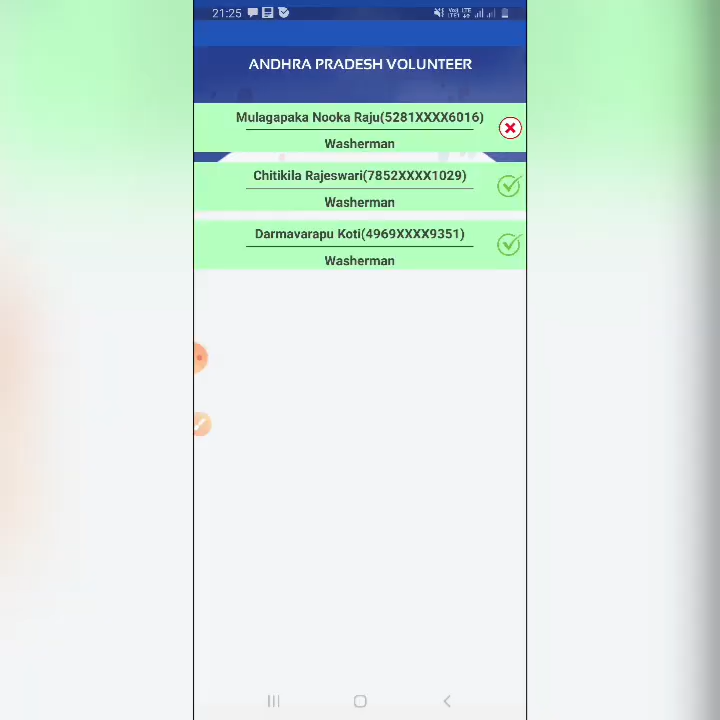 21:25
ANDHRA PRADESH VOLUNTEER
Mulagapaka Nooka Raju(5281XXXX6016)
Washerman
Chitikila Rajeswari(7852XXXX1029)
Washerman
Darmavarapu Koti(4969XXXX9351)
Washerman